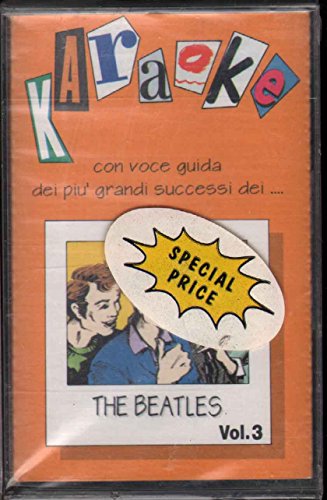 KAraoke
con voce guida
dei piu' grandi successi dei ....
SPECIAL
PRICE
THE BEATLES
Vol.3